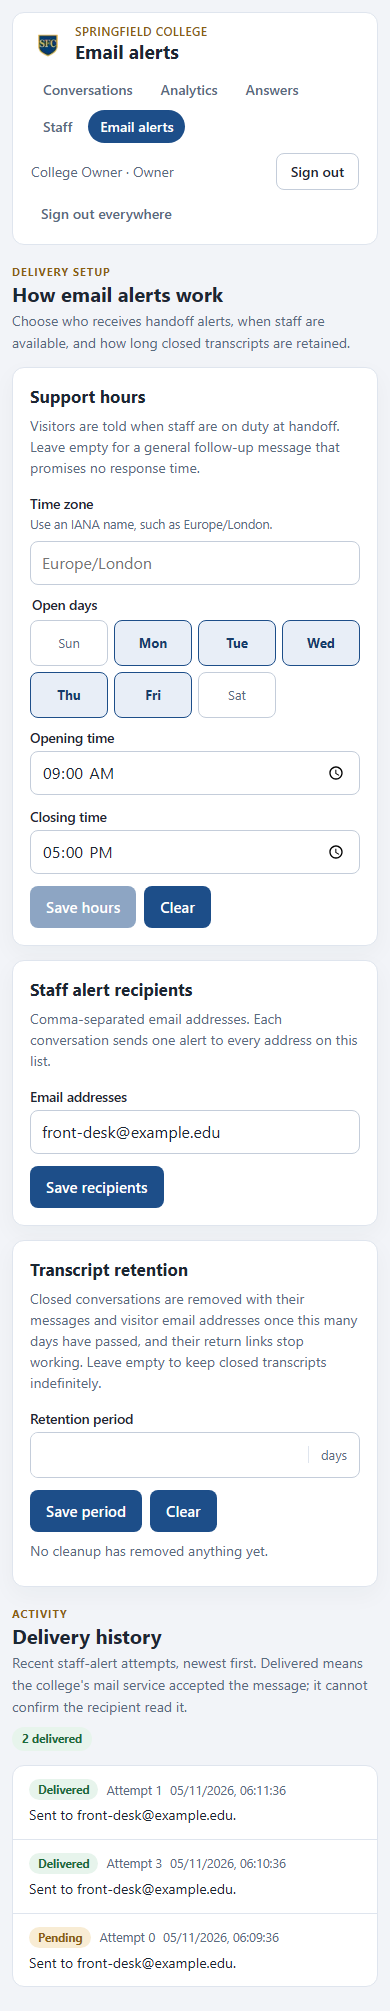 SFC
SPRINGFIELD COLLEGE
Email alerts
Conversations Analytics Answers
Staff Email alerts
College Owner · Owner Sign out
Sign out everywhere
DELIVERY SETUP
How email alerts work
Choose who receives handoff alerts, when staff are
available, and how long closed transcripts are retained.
Support hours
Visitors are told when staff are on duty at handoff.
Leave empty for a general follow-up message that
promises no response time.
Time zone
Use an IANA name, such as Europe/London.
Europe/London
Open days
Sun Mon Tue Wed
Thu Fri Sat
Opening time
09:00 AM
Closing time
05:00 PM
Save hours Clear
Staff alert recipients
Comma-separated email addresses. Each
conversation sends one alert to every address on this
list.
Email addresses
front-desk@example.edu
Save recipients
Transcript retention
Closed conversations are removed with their
messages and visitor email addresses once this many
days have passed, and their return links stop
working. Leave empty to keep closed transcripts
indefinitely.
Retention period
days
Save period Clear
No cleanup has removed anything yet.
ACTIVITY
Delivery history
Recent staff-alert attempts, newest first. Delivered means
the college's mail service accepted the message; it cannot
confirm the recipient read it.
2 delivered
Delivered Attempt 1 05/11/2026, 06:11:36
Sent to front-desk@example.edu.
Delivered Attempt 3 05/11/2026, 06:10:36
Sent to front-desk@example.edu.
Pending Attempt 0 05/11/2026, 06:09:36
Sent to front-desk@example.edu.